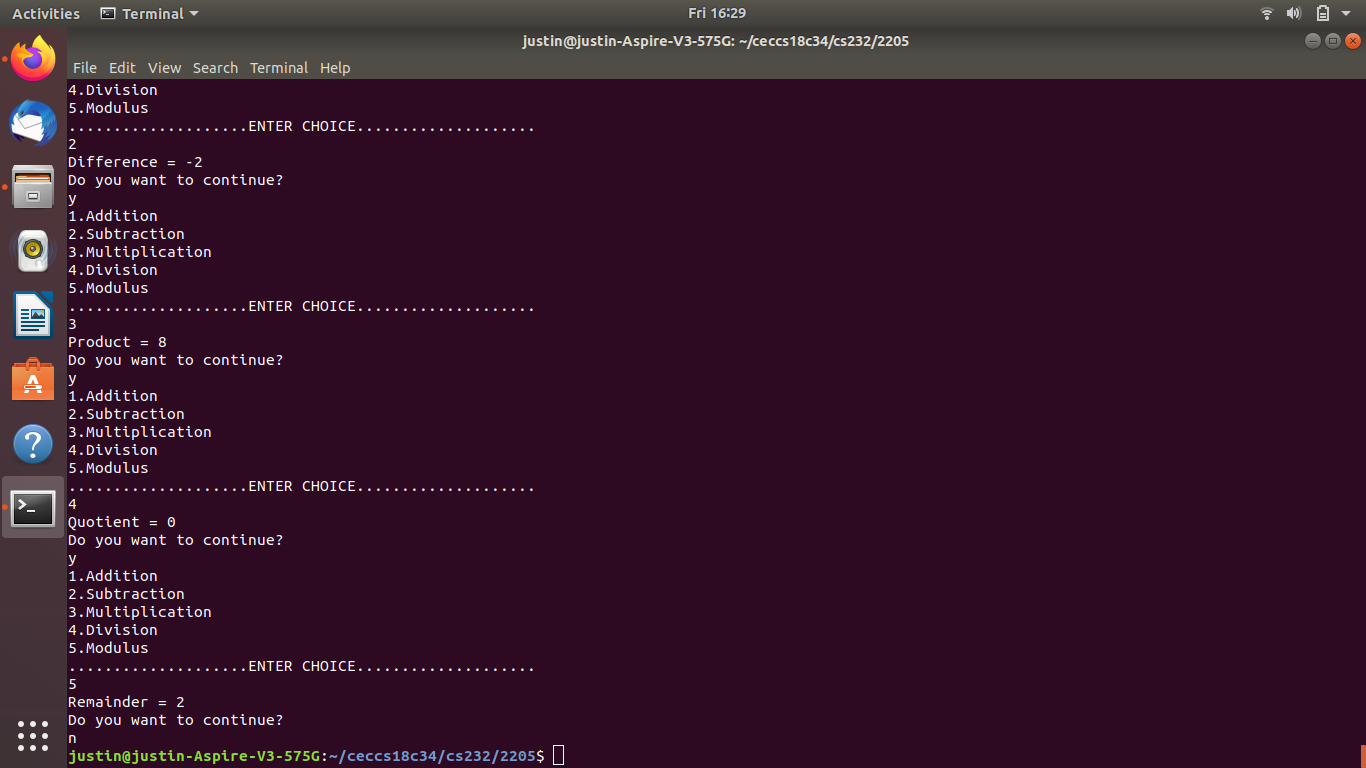 Activities Terminal Fri 16:29
justin@justin-Aspire-V3-575G: ~/ceccs18c34/cs232/2205
File Edit View Search Terminal Help
4.Division
5.Modulus
....................ENTER CHOICE....................
2
Difference = -2
Do you want to continue?
y
1.Addition
2.Subtraction
3.Multiplication
4.Division
5.Modulus
....................ENTER CHOICE....................
3
Product = 8
Do you want to continue?
y
1.Addition
2.Subtraction
3.Multiplication
4.Division
5.Modulus
....................ENTER CHOICE....................
4
Quotient = 0
Do you want to continue?
y
1.Addition
2.Subtraction
3.Multiplication
4.Division
5.Modulus
....................ENTER CHOICE....................
5
Remainder = 2
Do you want to continue?
n
justin@justin-Aspire-V3-575G:~/ceccs18c34/cs232/2205$